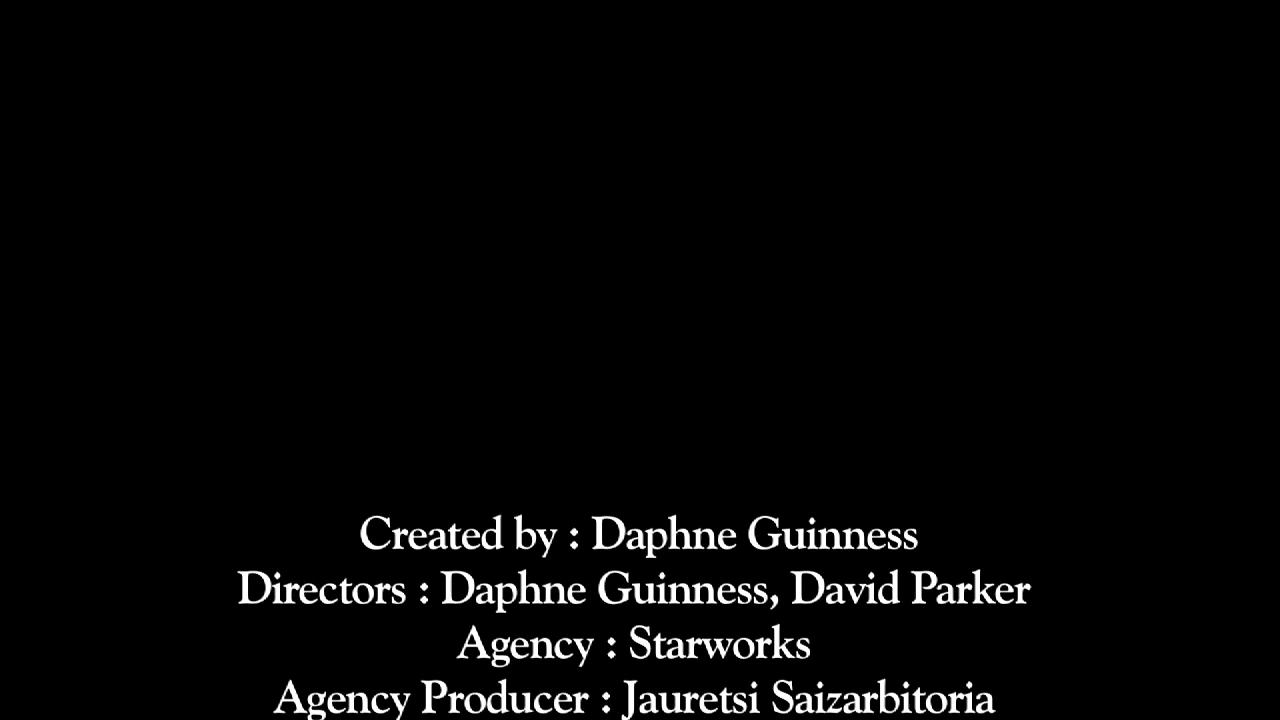 Created by : Daphne Guinness
Directors : Daphne Guinness, David Parker
Agency : Starworks
Agency Producer : Jauretsi Saizarbitoria